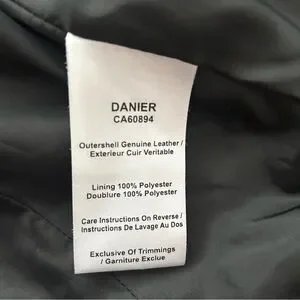 DANIER
CA60894
Outershell Genuine Leather /
Exterieur Cuir Veritable
Lining 100% Polyester /
Doublure 100% Polyester
Care Instructions On Reverse /
Instructions De Lavage Au Dos
Exclusive Of Trimmings
/ Garniture Exclue